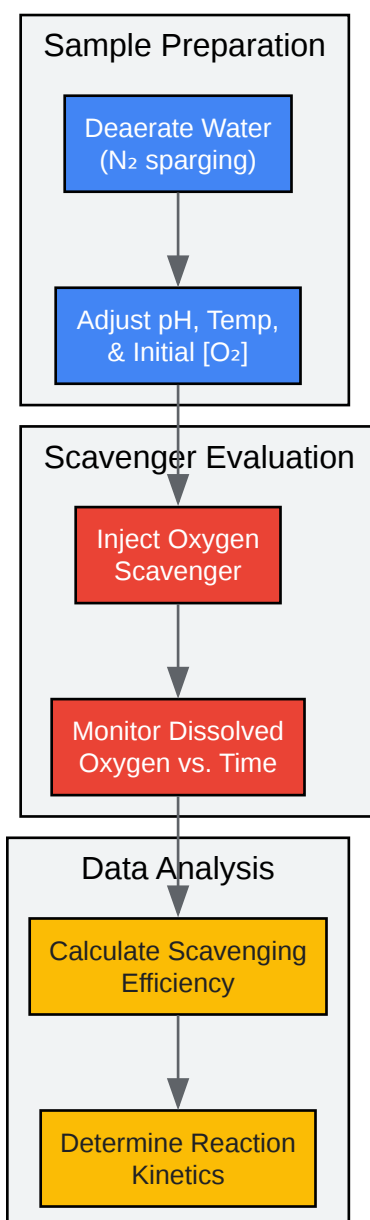 Sample Preparation
Deaerate Water
(N₂ sparging)
Adjust pH, Temp,
& Initial [O₂]
Scavenger Evaluation
Inject Oxygen
Scavenger
Monitor Dissolved
Oxygen vs. Time
Data Analysis
Calculate Scavenging
Efficiency
Determine Reaction
Kinetics